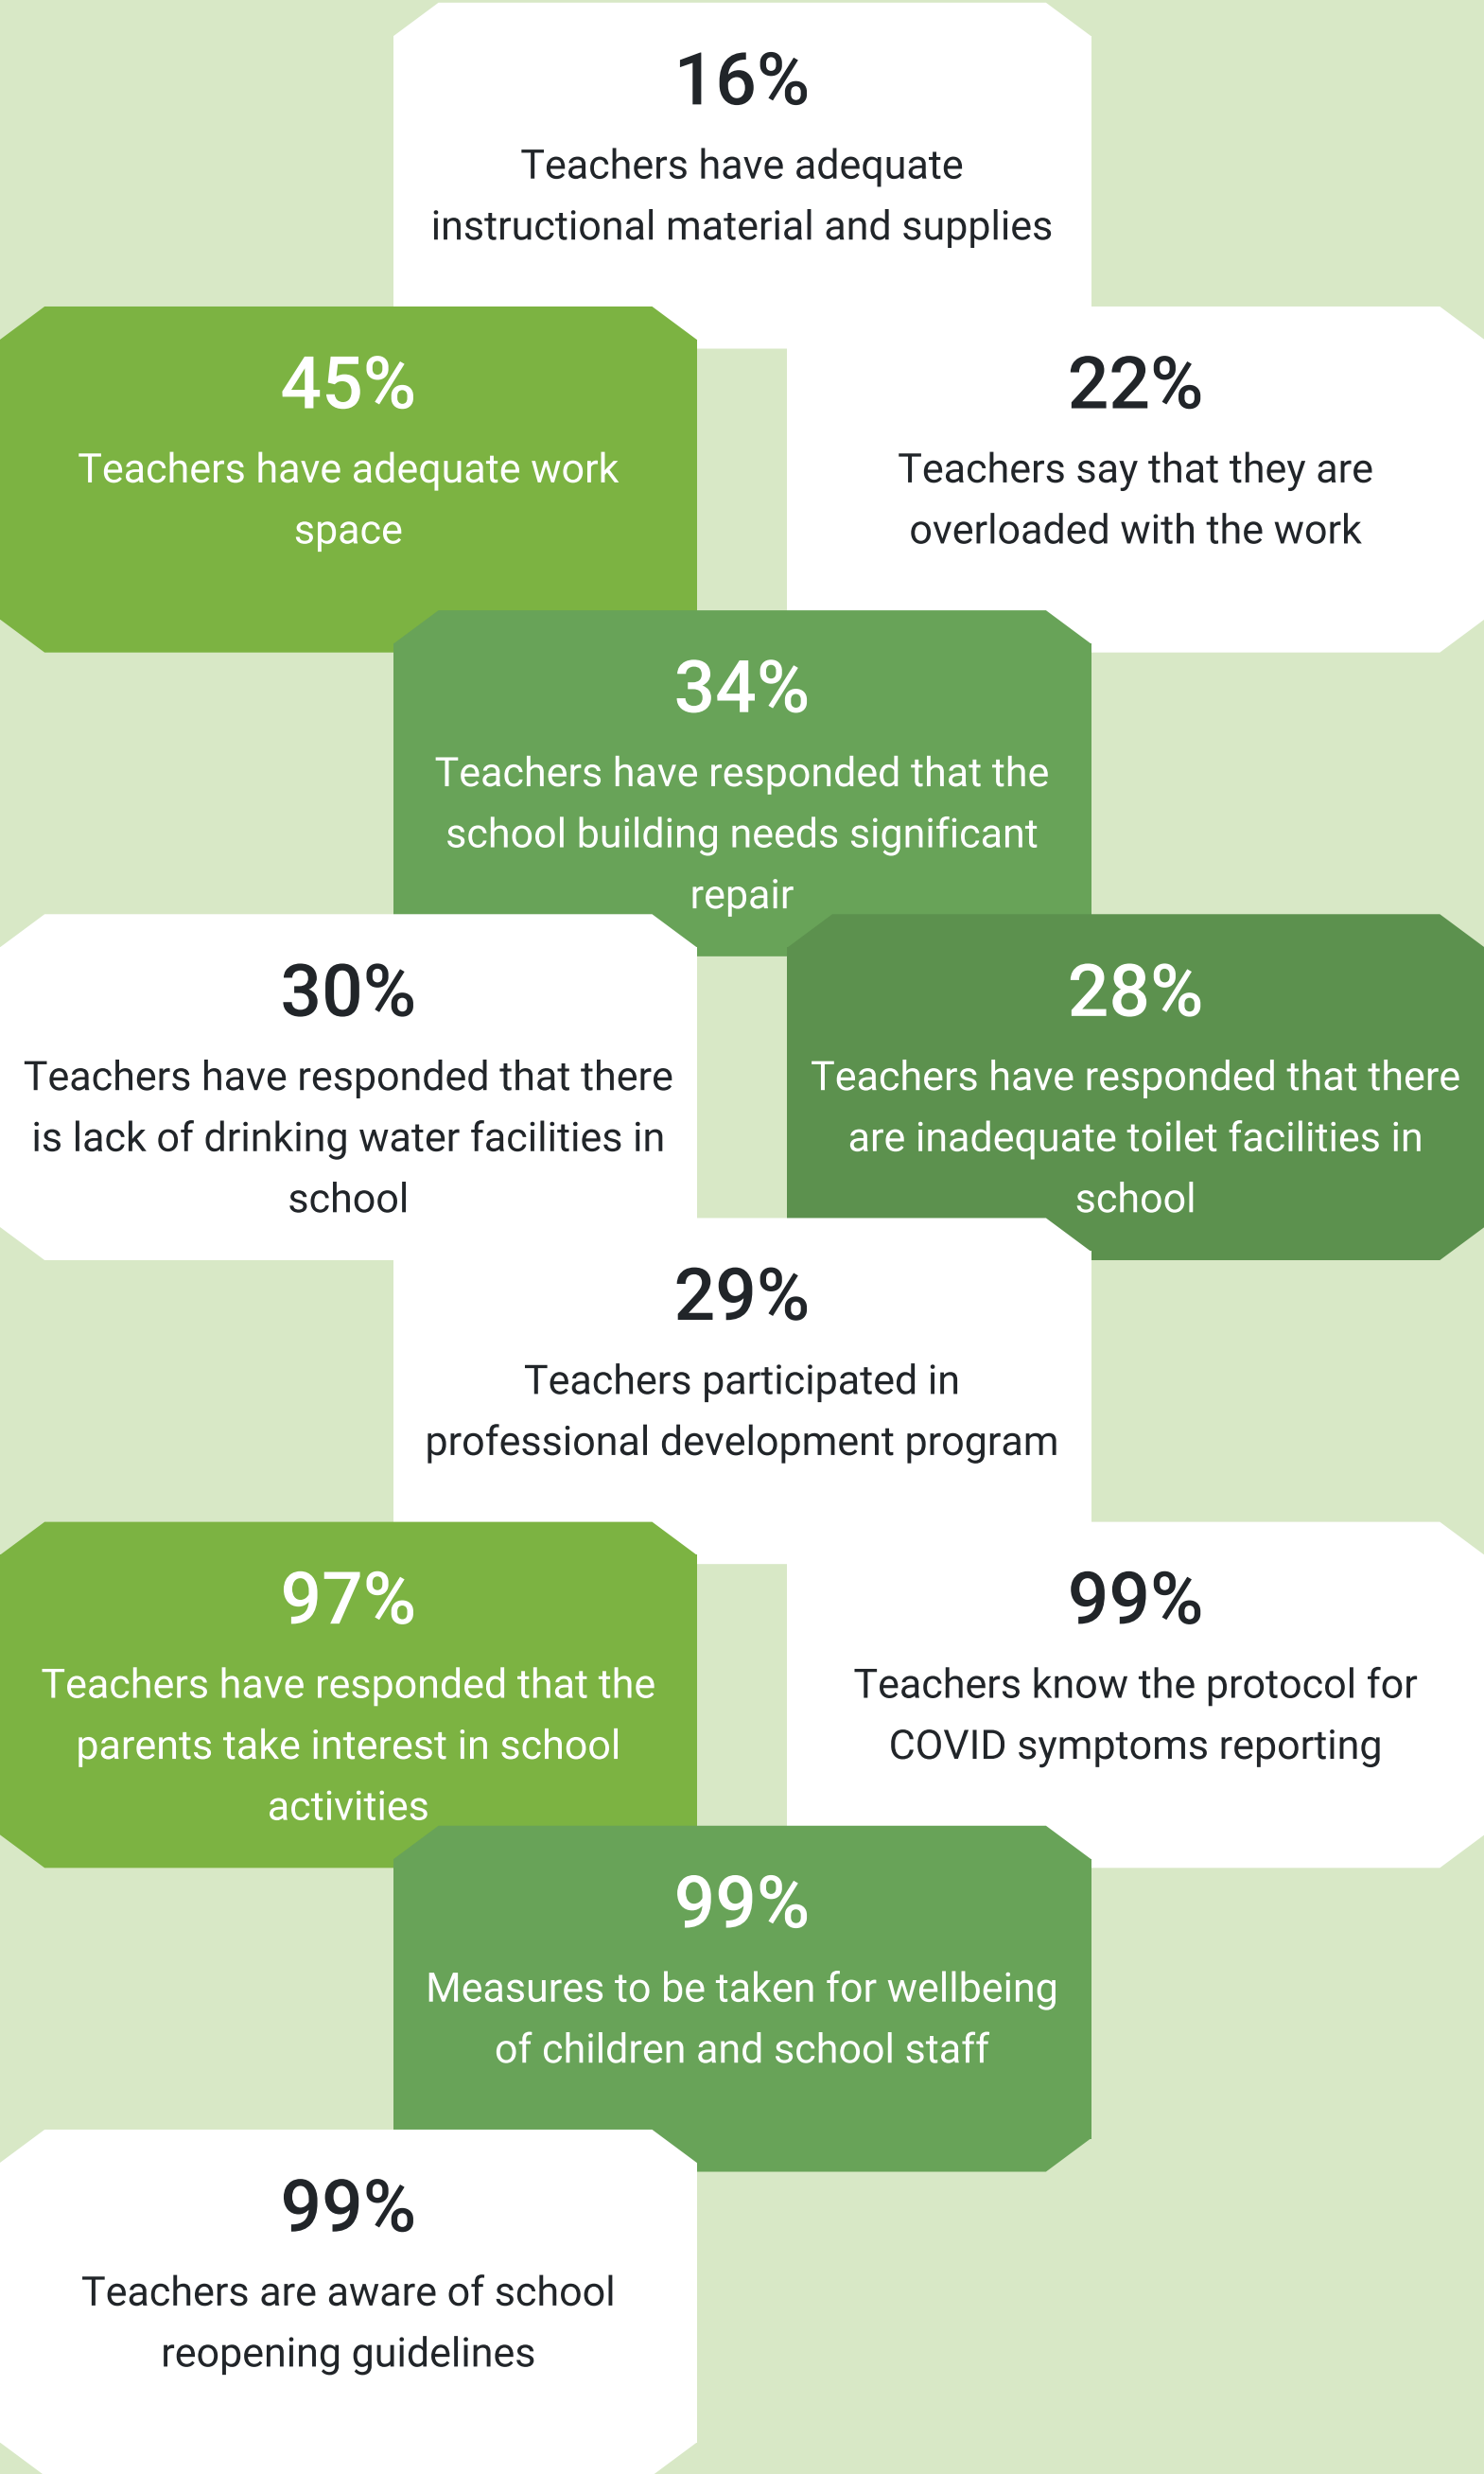 16%
Teachers have adequate
instructional material and supplies
45%
Teachers have adequate work
space
22%
Teachers say that they are
overloaded with the work
34%
Teachers have responded that the
school building needs significant
repair
30%
Teachers have responded that there
is lack of drinking water facilities in
school
28%
Teachers have responded that there
are inadequate toilet facilities in
school
29%
Teachers participated in
professional development program
97%
Teachers have responded that the
parents take interest in school
activities
99%
Teachers know the protocol for
COVID symptoms reporting
99%
Measures to be taken for wellbeing
of children and school staff
99%
Teachers are aware of school
reopening guidelines